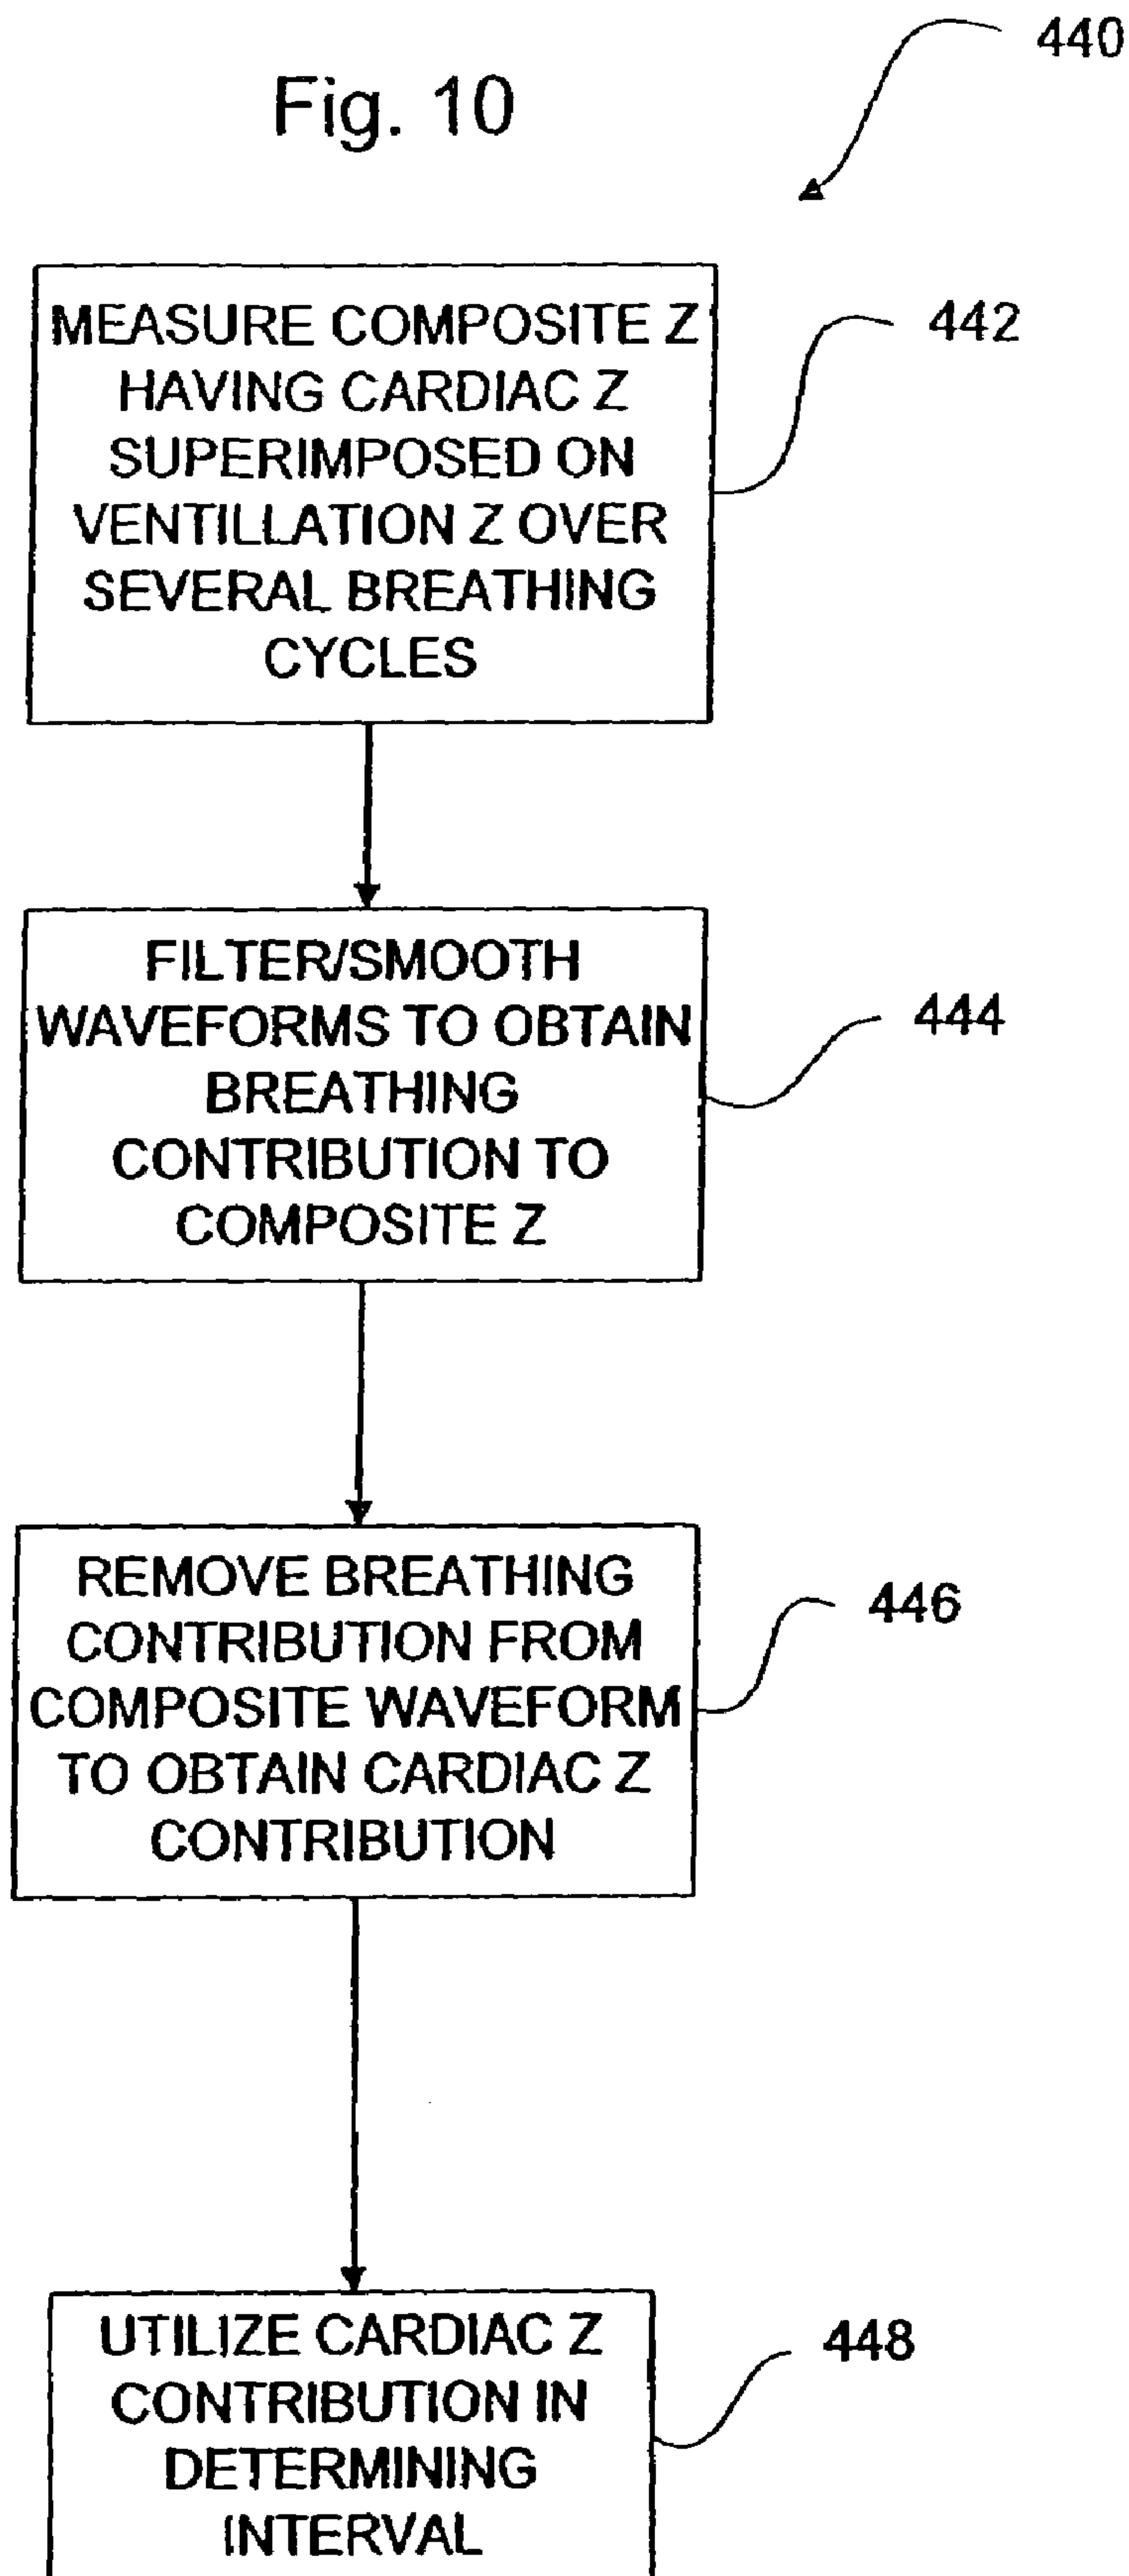 440
Fig. 10
MEASURE COMPOSITE Z
HAVING CARDIAC Z
SUPERIMPOSED ON
VENTILLATION Z OVER
SEVERAL BREATHING
CYCLES
442
FILTER/SMOOTH
WAVEFORMS TO OBTAIN
BREATHING
CONTRIBUTION TO
COMPOSITE Z
444
REMOVE BREATHING
CONTRIBUTION FROM
COMPOSITE WAVEFORM
TO OBTAIN CARDIAC Z
CONTRIBUTION
446
UTILIZE CARDIAC Z
CONTRIBUTION IN
DETERMINING
INTERVAL
448